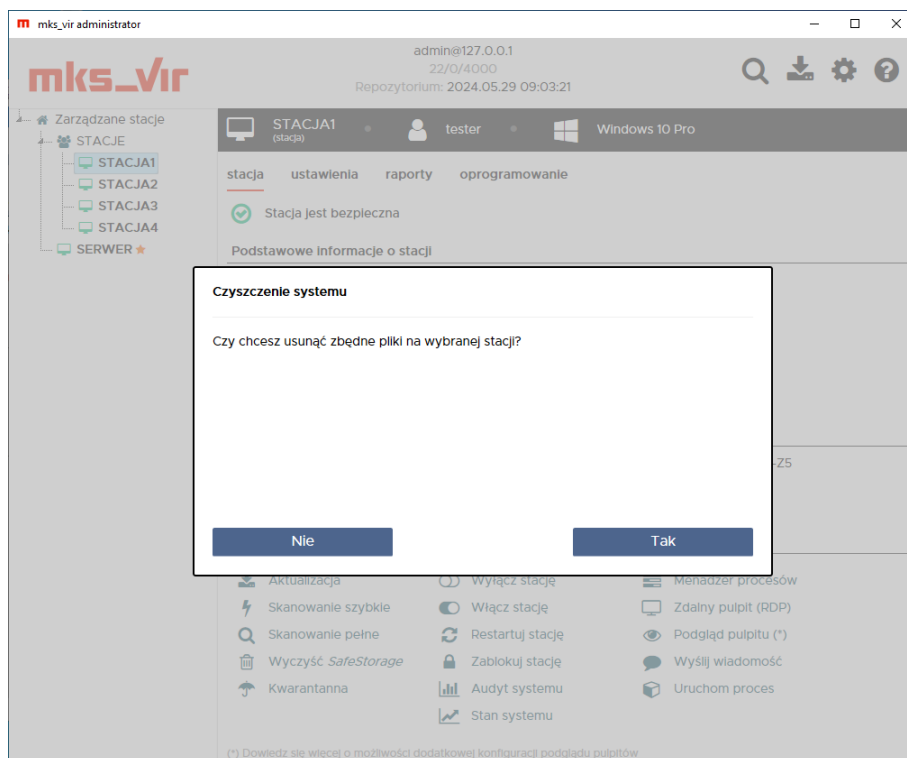 mks_vir administrator
mks_vir
admin@127.0.0.1
22/0/4000
Repozytorium: 2024.05.29 09:03:21
Zarządzane stacje
STACJE
STACJA1
STACJA2
STACJA3
STACJA4
SERWER
STACJA1
(stacja)
tester
Windows 10 Pro
stacja ustawienia raporty oprogramowanie
Stacja jest bezpieczna
Podstawowe informacje o stacji
Czyszczenie systemu
Czy chcesz usunąć zbędne pliki na wybranej stacji?
-Z5
Nie Tak
Aktualizacja Wyłącz stację Menadżer procesów
Skanowanie szybkie Włącz stację Zdalny pulpit (RDP)
Skanowanie pełne Restartuj stację Podgląd pulpitu (*)
Wyczyść SafeStorage Zablokuj stację Wyślij wiadomość
Kwarantanna Audyt systemu Uruchom proces
Stan systemu
(*) Dowiedz się więcej o możliwości dodatkowej konfiguracji podglądu pulpitów